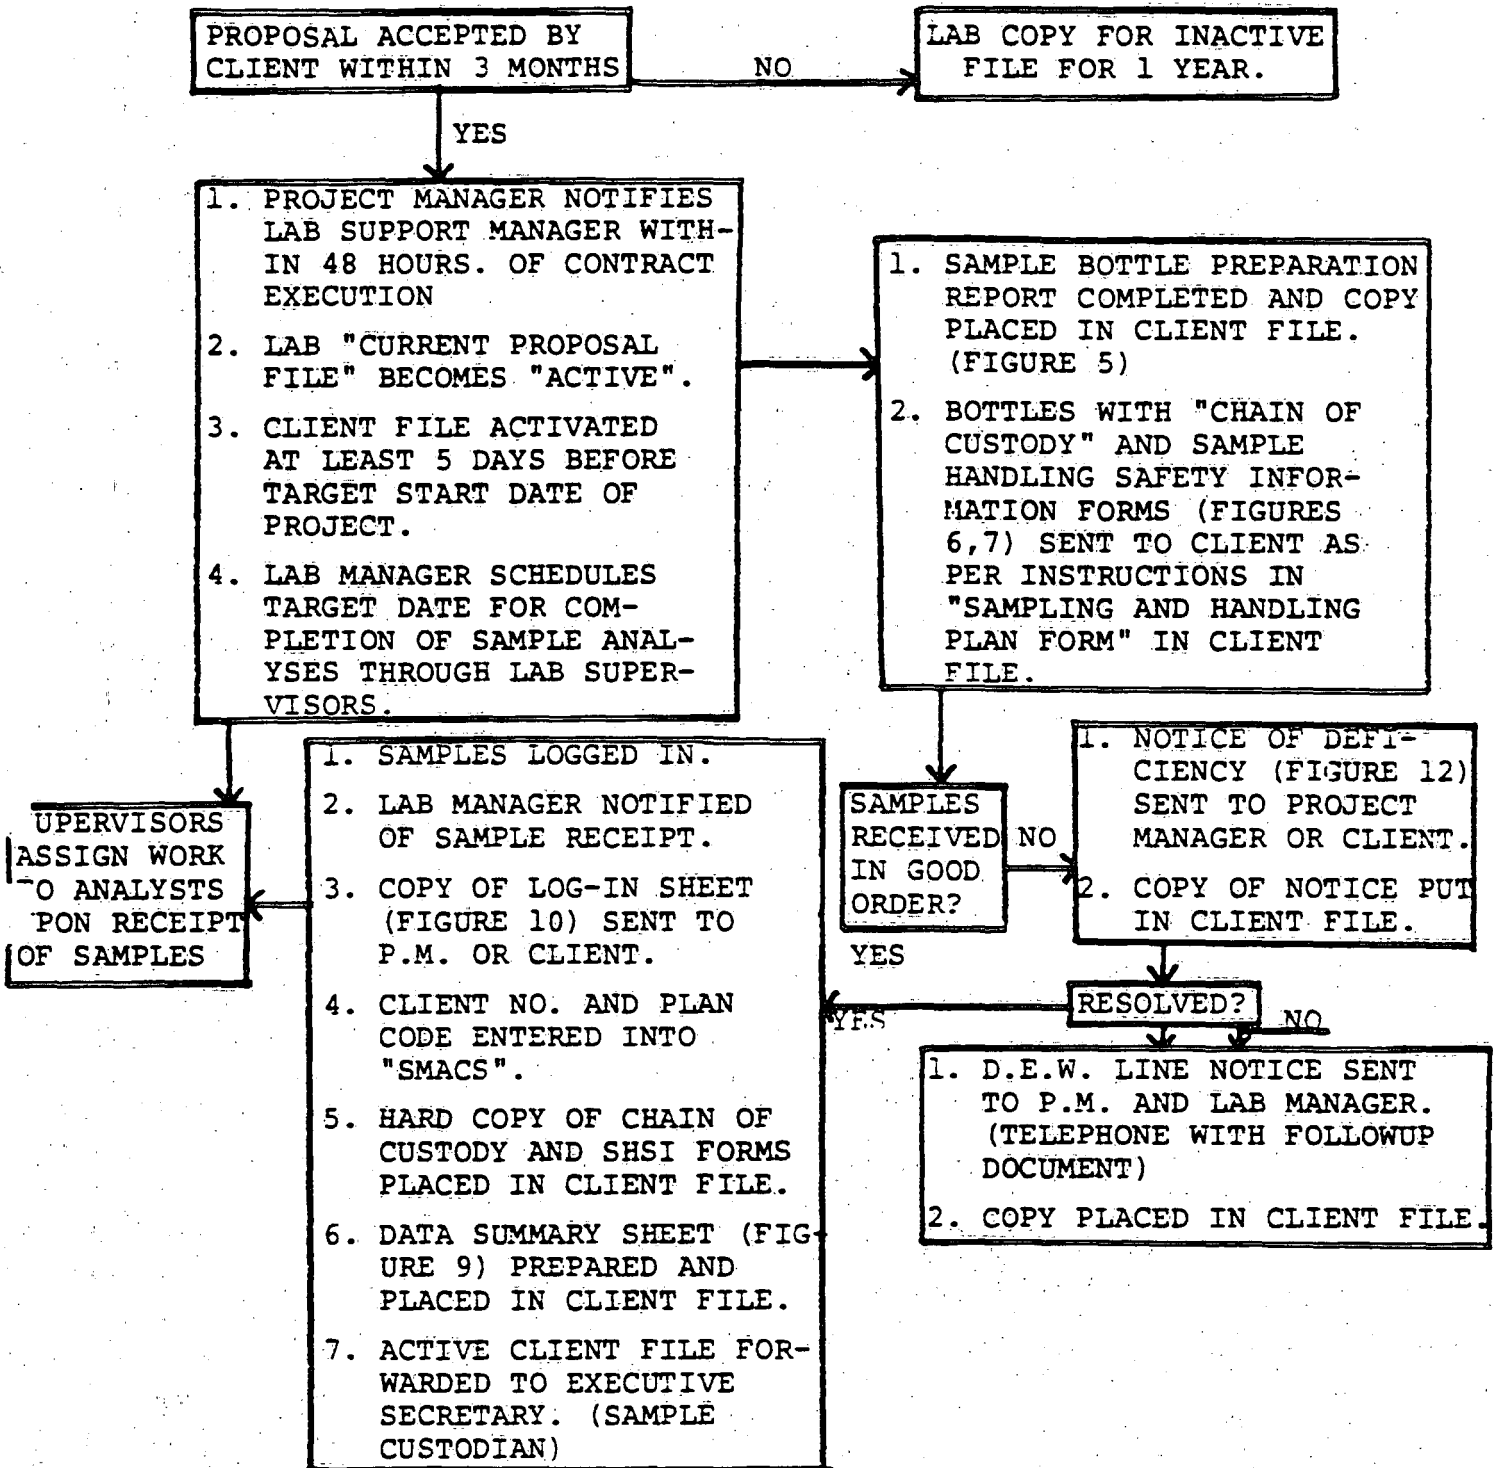 PROPOSAL ACCEPTED BY
CLIENT WITHIN 3 MONTHS
NO
LAB COPY FOR INACTIVE
FILE FOR 1 YEAR.
YES
1. PROJECT MANAGER NOTIFIES
LAB SUPPORT MANAGER WITH-
IN 48 HOURS. OF CONTRACT
EXECUTION
2. LAB "CURRENT PROPOSAL
FILE" BECOMES "ACTIVE".
3. CLIENT FILE ACTIVATED
AT LEAST 5 DAYS BEFORE
TARGET START DATE OF
PROJECT.
4. LAB MANAGER SCHEDULES
TARGET DATE FOR COM-
PLETION OF SAMPLE ANAL-
YSES THROUGH LAB SUPER-
VISORS.
1. SAMPLE BOTTLE PREPARATION
REPORT COMPLETED AND COPY
PLACED IN CLIENT FILE.
(FIGURE 5)
2. BOTTLES WITH "CHAIN OF
CUSTODY" AND SAMPLE
HANDLING SAFETY INFOR-
MATION FORMS (FIGURES
6,7) SENT TO CLIENT AS
PER INSTRUCTIONS IN
"SAMPLING AND HANDLING
PLAN FORM" IN CLIENT
FILE.
UPERVISORS
ASSIGN WORK
O ANALYSTS
PON RECEIPT
OF SAMPLES
1. SAMPLES LOGGED IN.
2. LAB MANAGER NOTIFIED
OF SAMPLE RECEIPT.
3. COPY OF LOG-IN SHEET
(FIGURE 10) SENT TO
P.M. OR CLIENT.
4. CLIENT NO. AND PLAN
CODE ENTERED INTO
"SMACS".
5. HARD COPY OF CHAIN OF
CUSTODY AND SHSI FORMS
PLACED IN CLIENT FILE.
6. DATA SUMMARY SHEET (FIG-
URE 9) PREPARED AND
PLACED IN CLIENT FILE.
7. ACTIVE CLIENT FILE FOR-
WARDED TO EXECUTIVE
SECRETARY. (SAMPLE
CUSTODIAN)
SAMPLES
RECEIVED
IN GOOD
ORDER?
NO
YES
1. NOTICE OF DEFI-
CIENCY (FIGURE 12)
SENT TO PROJECT
MANAGER OR CLIENT.
2. COPY OF NOTICE PUT
IN CLIENT FILE.
RESOLVED?
YES
NO
1. D.E.W. LINE NOTICE SENT
TO P.M. AND LAB MANAGER.
(TELEPHONE WITH FOLLOWUP
DOCUMENT)
2. COPY PLACED IN CLIENT FILE.